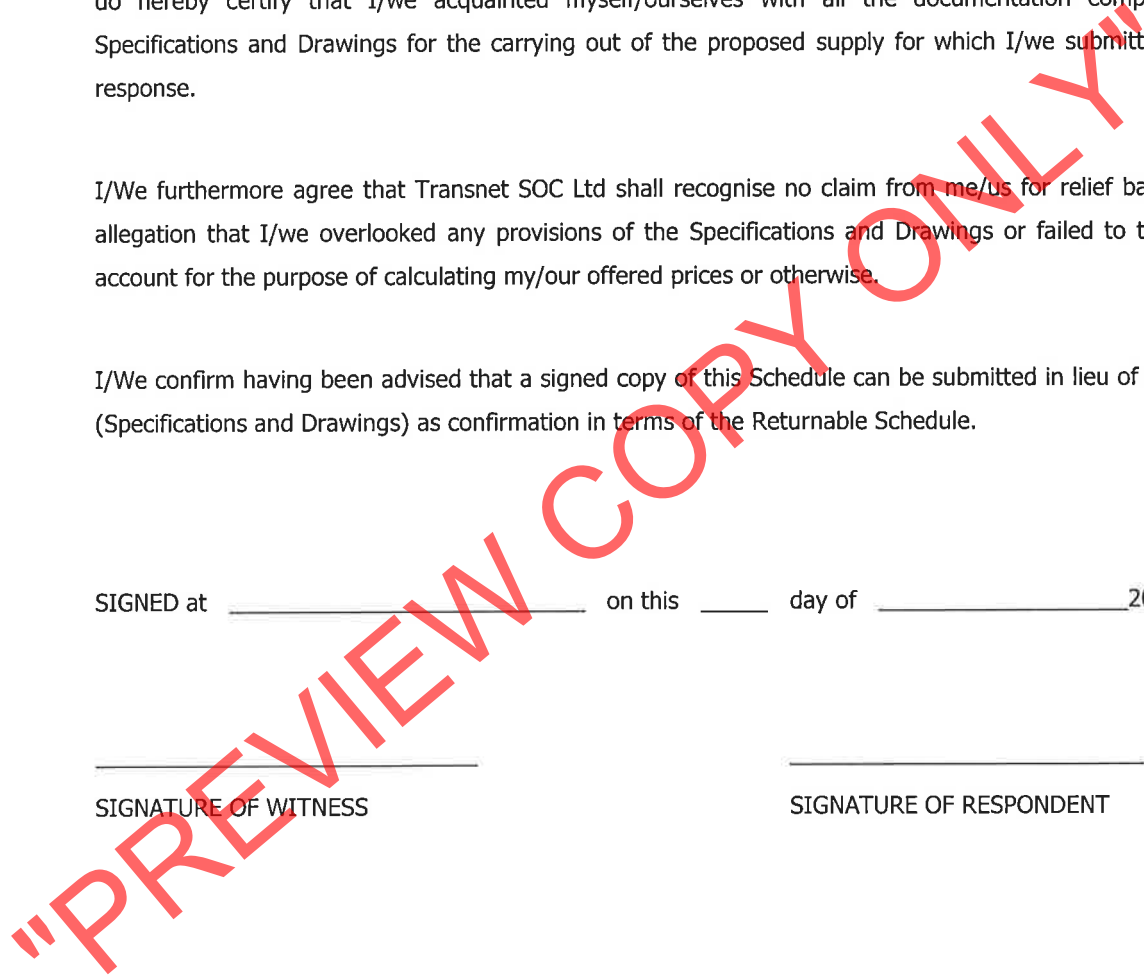 do hereby certify that I/we acquainted myself/ourselves with all the documentation
Specifications and Drawings for the carrying out of the proposed supply for which I/we
response.
I/We furthermore agree that Transnet SOC Ltd shall recognise no claim from me/us for relief
allegation that I/we overlooked any provisions of the Specifications and Drawings or failed to
account for the purpose of calculating my/our offered prices or otherwise.
I/We confirm having been advised that a signed copy of this Schedule can be submitted in lieu of
(Specifications and Drawings) as confirmation in terms of the Returnable Schedule.
SIGNED at ____________ on this ____ day of ____________
SIGNATURE OF WITNESS SIGNATURE OF RESPONDENT
"PREVIEW COPY ONLY"